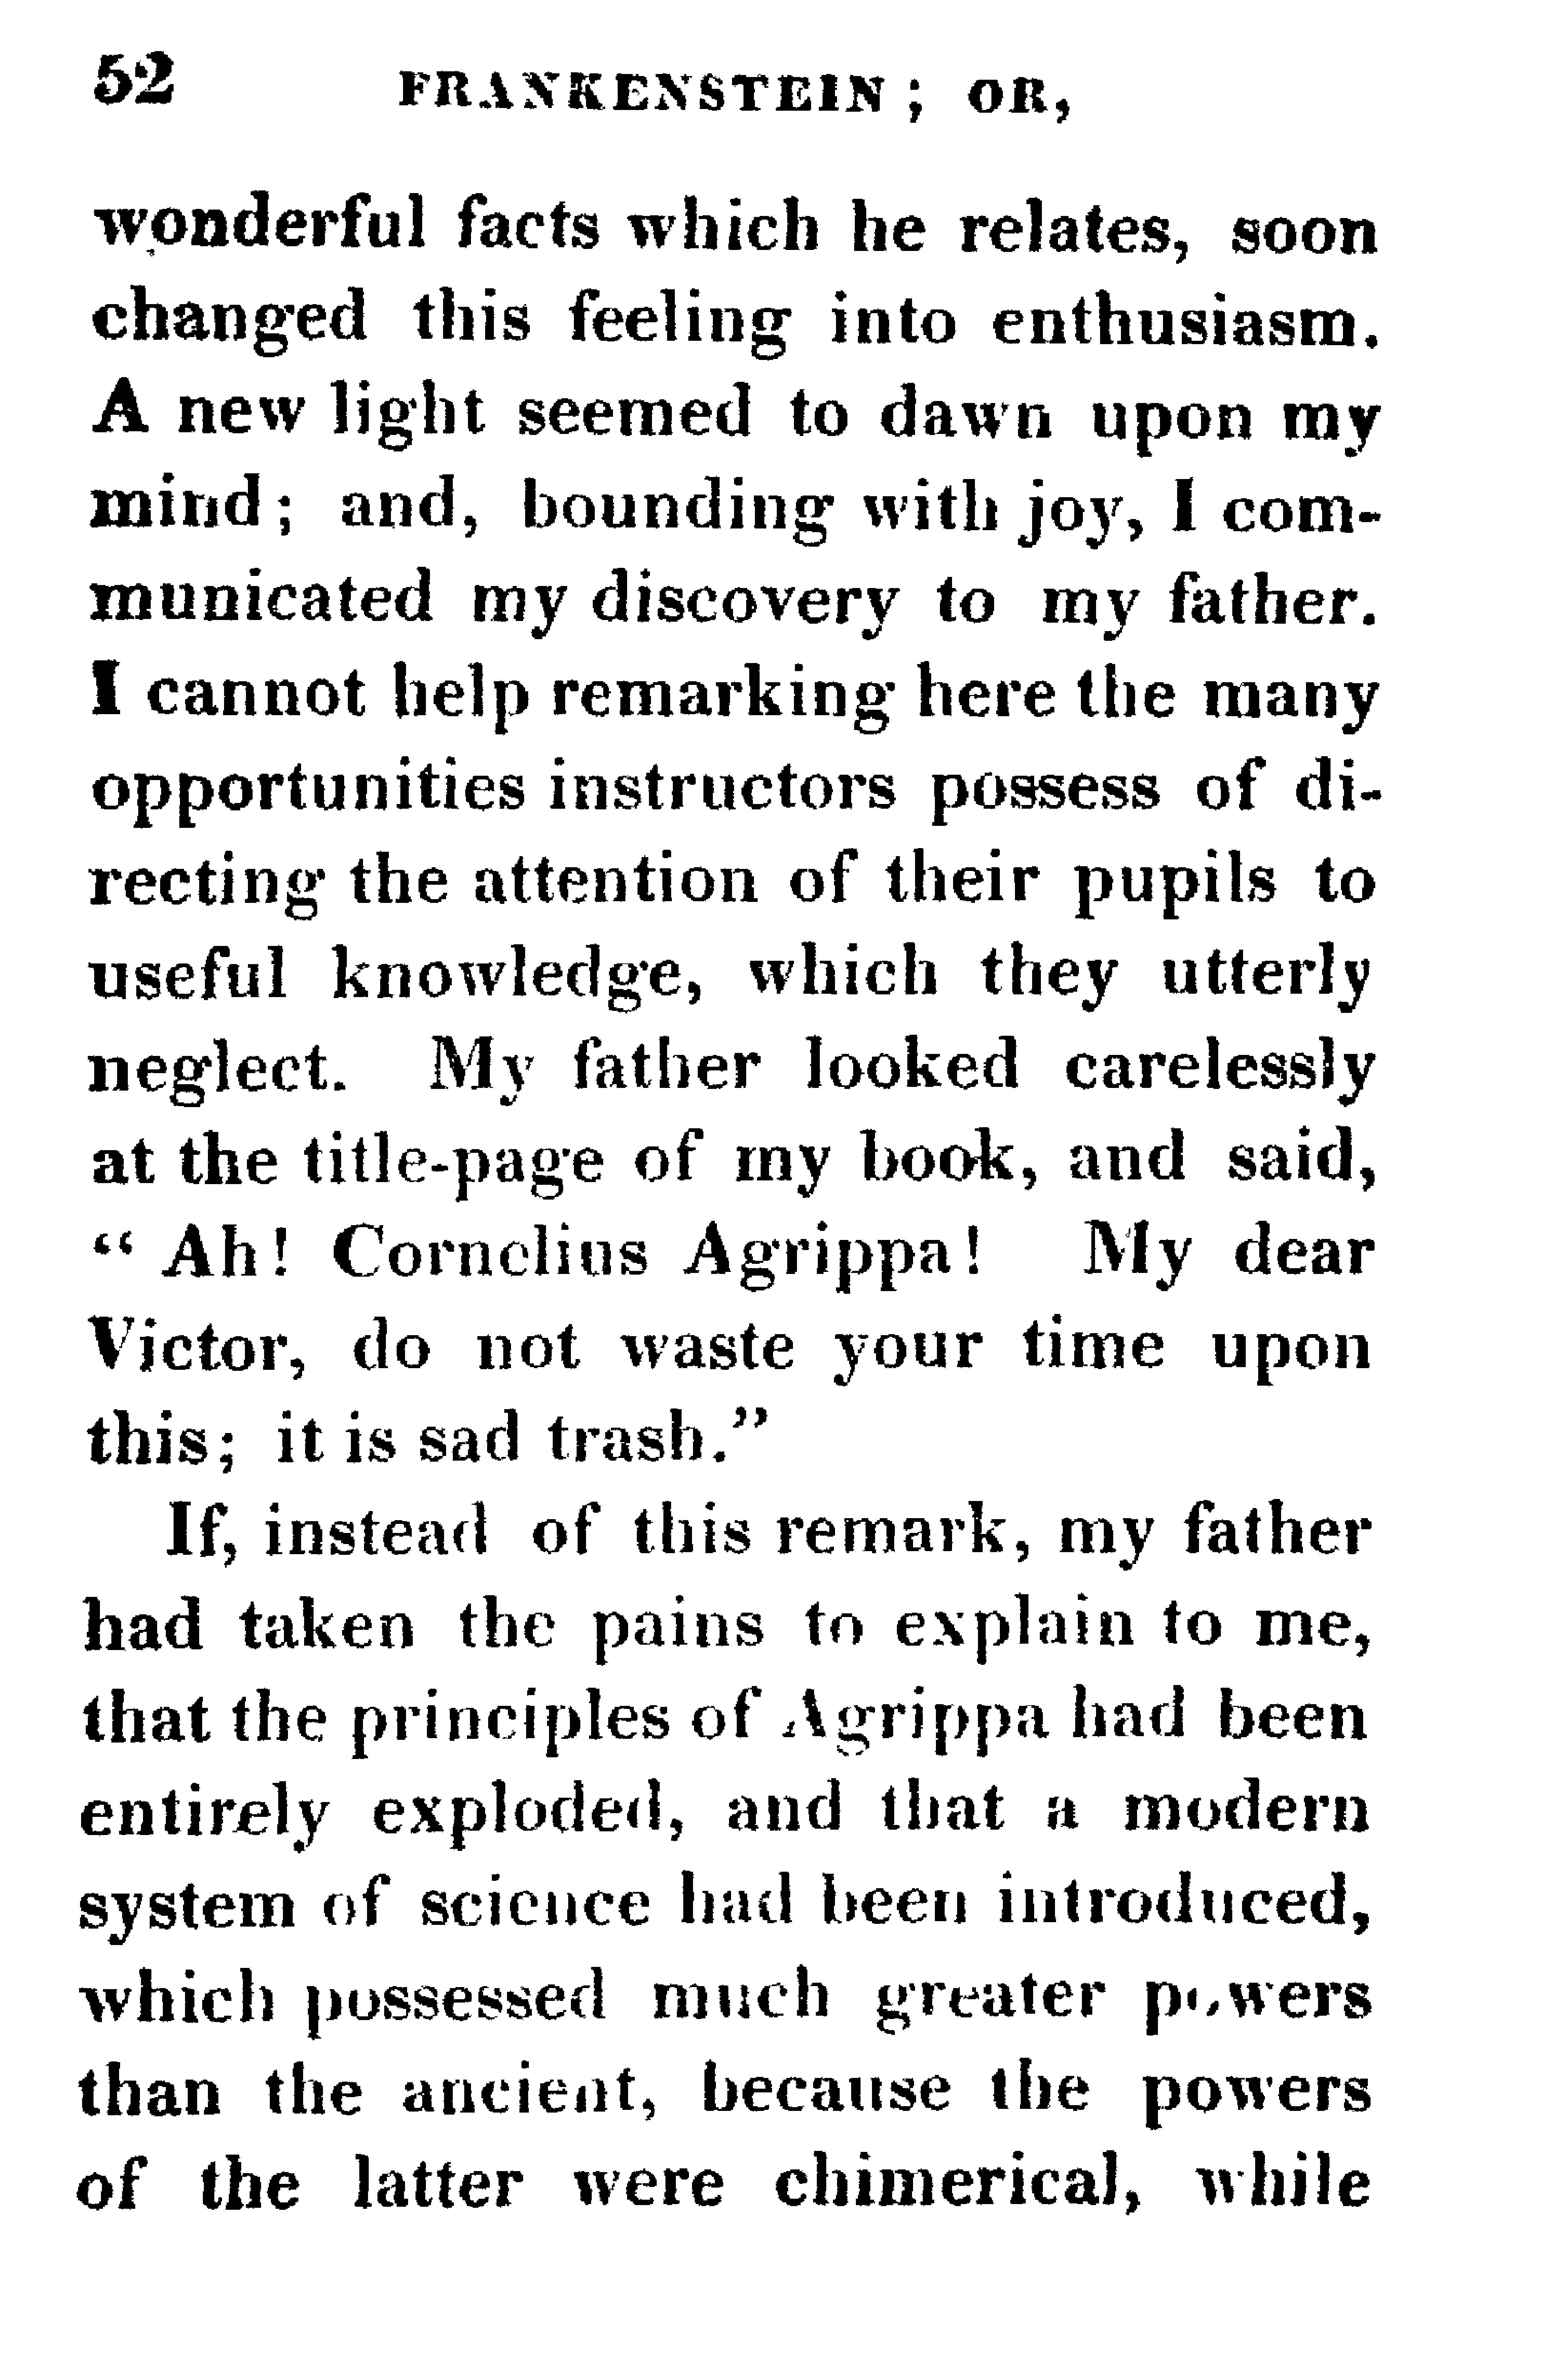 52 FRANKENSTEIN; OR,
wonderful facts which he relates, soon
changed this feeling into enthusiasm.
A new light seemed to dawn upon my
mind; and, bounding with joy, I com-
municated my discovery to my father.
I cannot help remarking here the many
opportunities instructors possess of di-
recting the attention of their pupils to
useful knowledge, which they utterly
neglect. My father looked carelessly
at the title-page of my book, and said,
“ Ah! Cornelius Agrippa! My dear
Victor, do not waste your time upon
this; it is sad trash.”
If, instead of this remark, my father
had taken the pains to explain to me,
that the principles of Agrippa had been
entirely exploded, and that a modern
system of science had been introduced,
which possessed much greater powers
than the ancient, because the powers
of the latter were chimerical, while